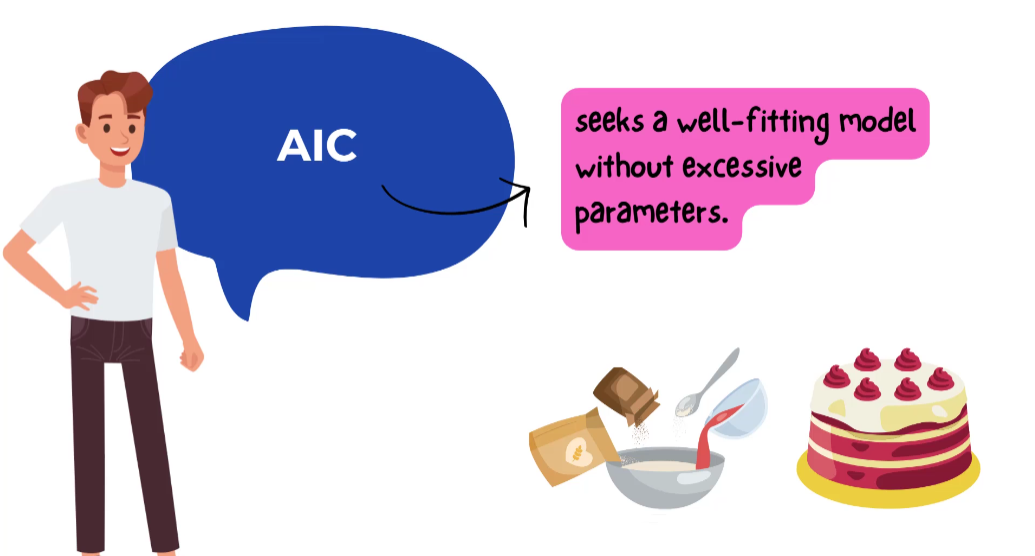 AIC
seeks a well-fitting model
without excessive
parameters.